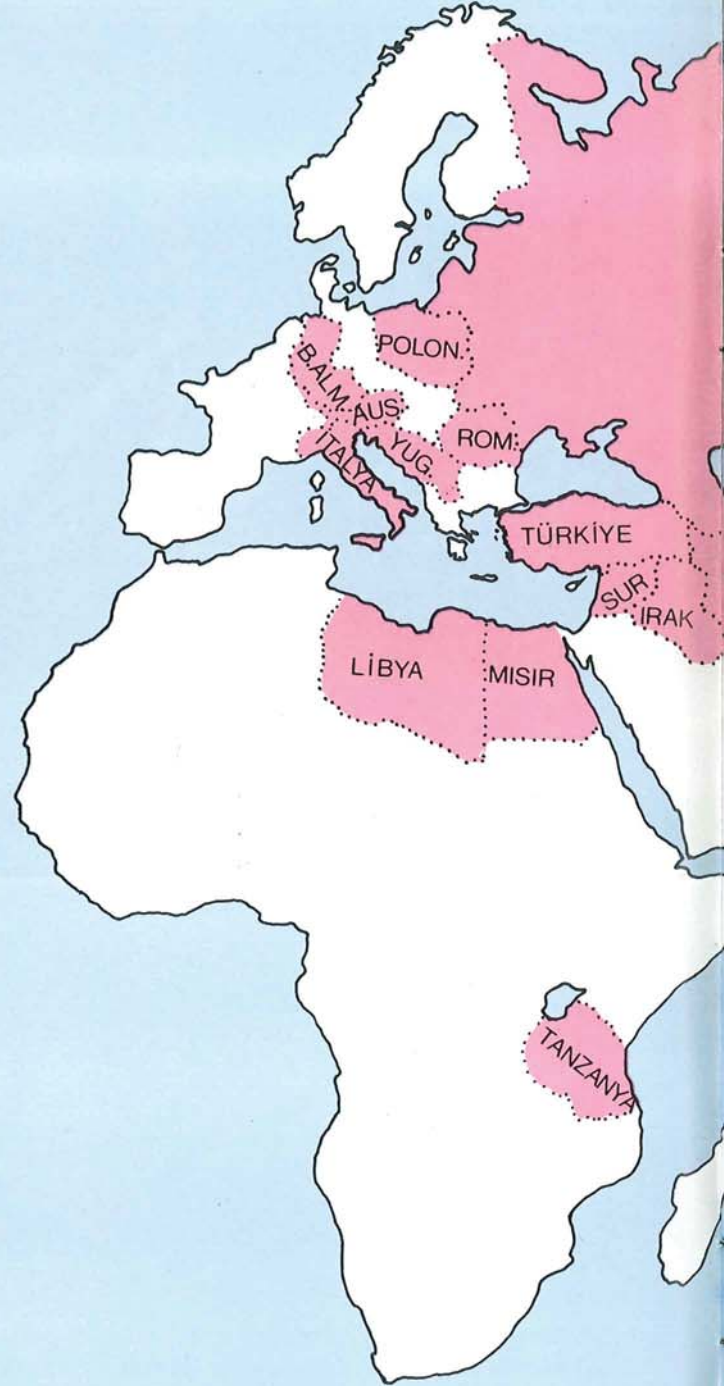 POLON.
B.ALM.
AUS
İTALYA
YUG.
ROM.
TÜRKİYE
SUR
IRAK
LİBYA
MISIR
TANZANYA